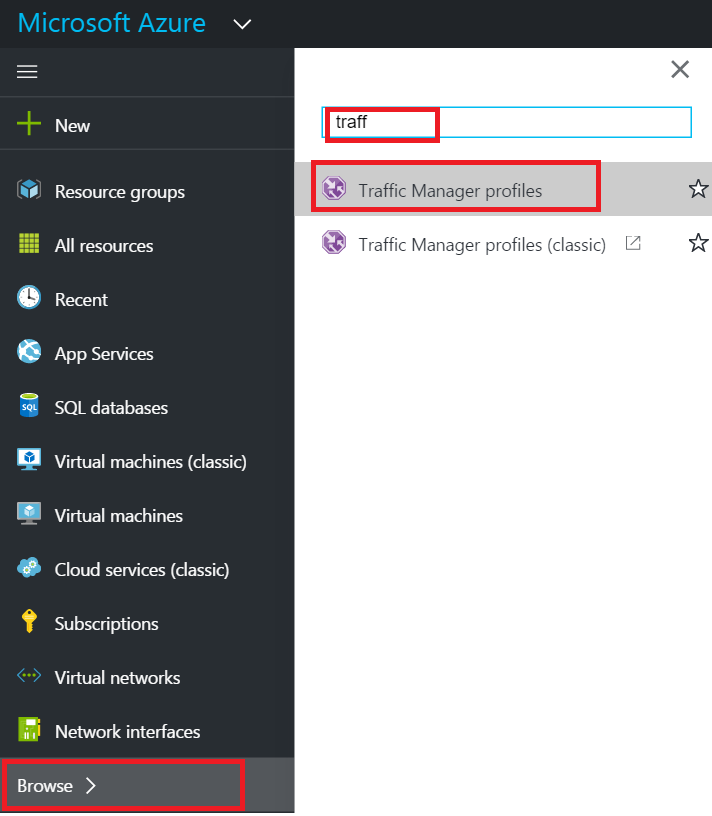 Microsoft Azure
New
Resource groups
All resources
Recent
App Services
SQL
SQL databases
Virtual machines (classic)
Virtual machines
Cloud services (classic)
Subscriptions
Virtual networks
Network interfaces
Browse
traff
Traffic Manager profiles
Traffic Manager profiles (classic)